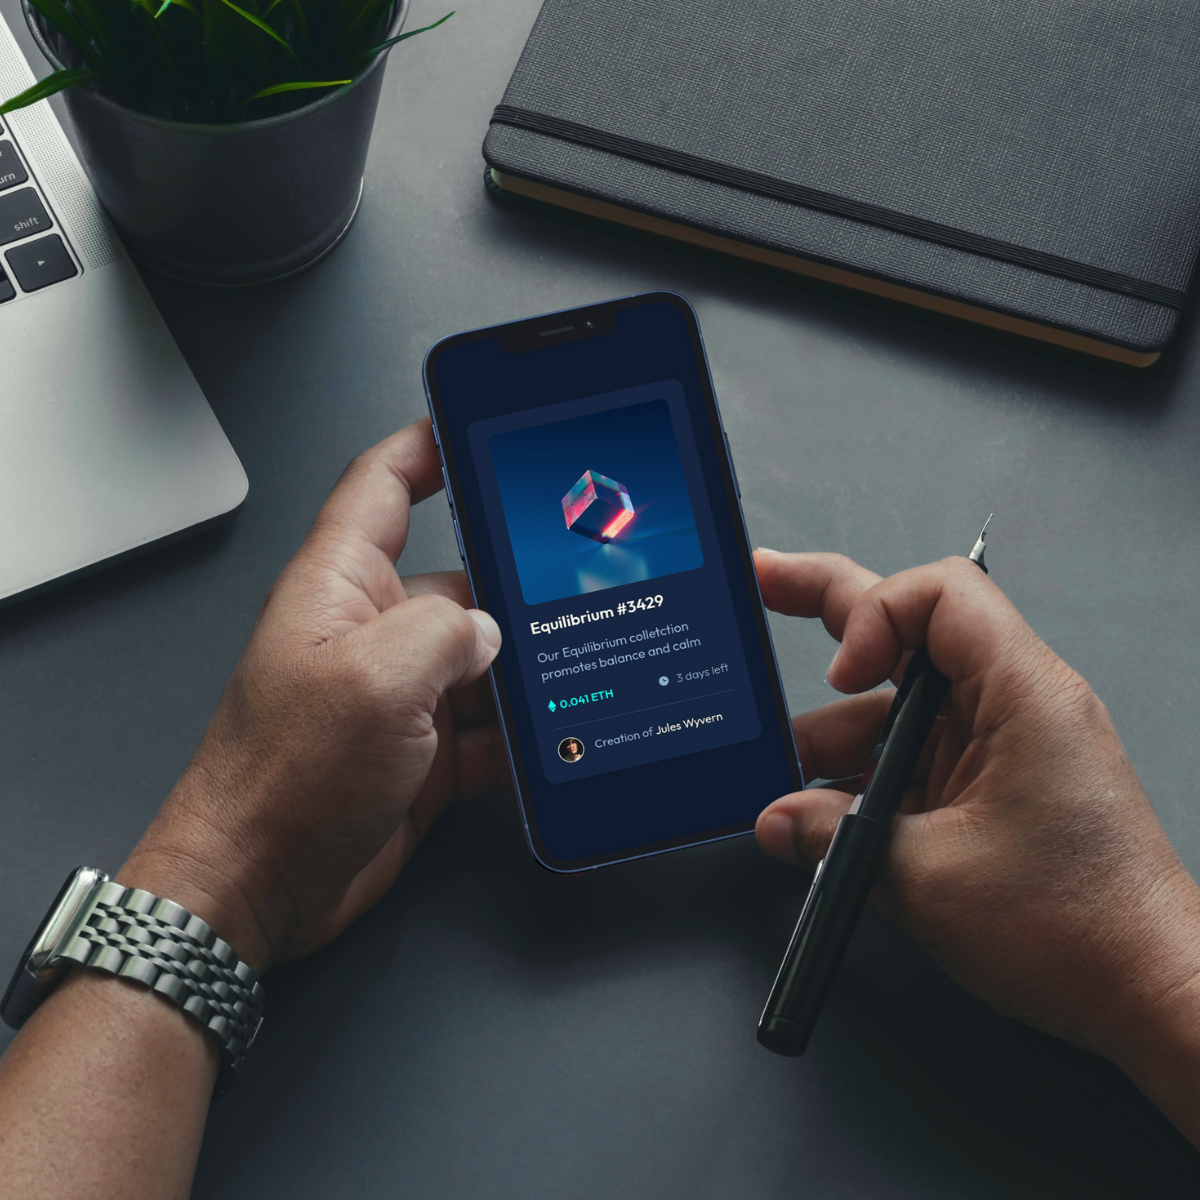 urn
shift
Equilibrium #3429
Our Equilibrium colletction
promotes balance and calm
0.041 ETH
3 days left
Creation of Jules Wyvern